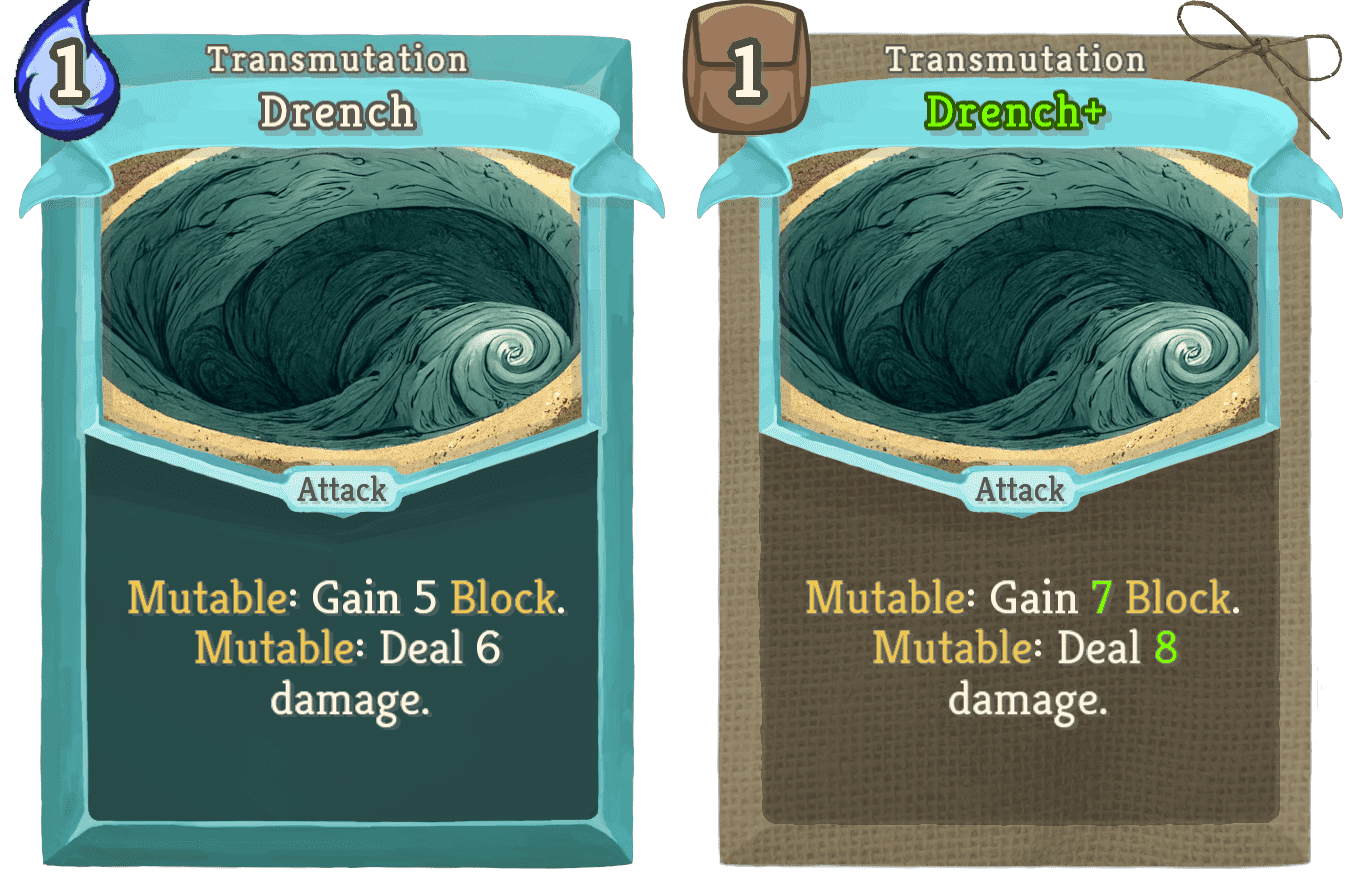 1
Transmutation
Drench
Attack
Mutable: Gain 5 Block.
Mutable: Deal 6
damage.
1
Transmutation
Drench+
Attack
Mutable: Gain 7 Block.
Mutable: Deal 8
damage.